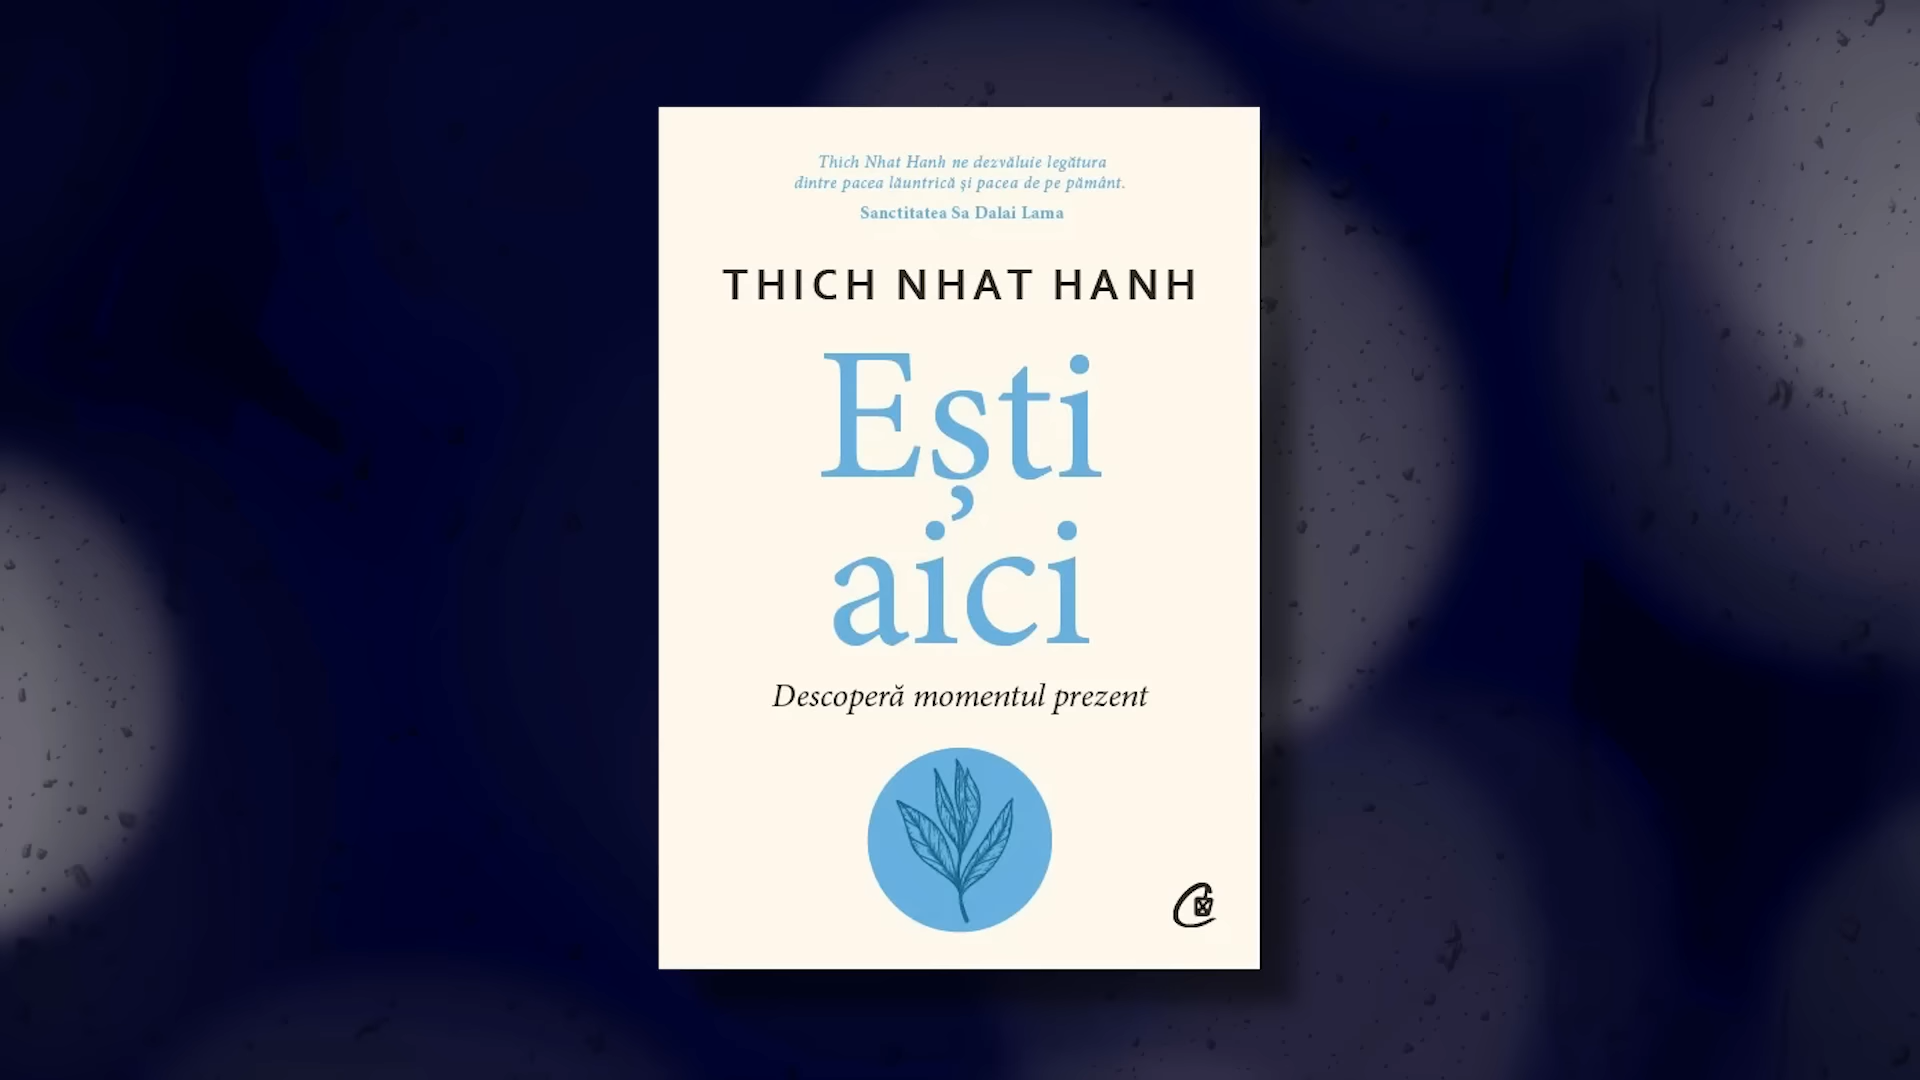 Thich Nhat Hanh ne dezvăluie legătura
dintre pacea lăuntrică și pacea de pe pământ.
Sanctitatea Sa Dalai Lama
THICH NHAT HANH
Ești
aici
Descoperă momentul prezent